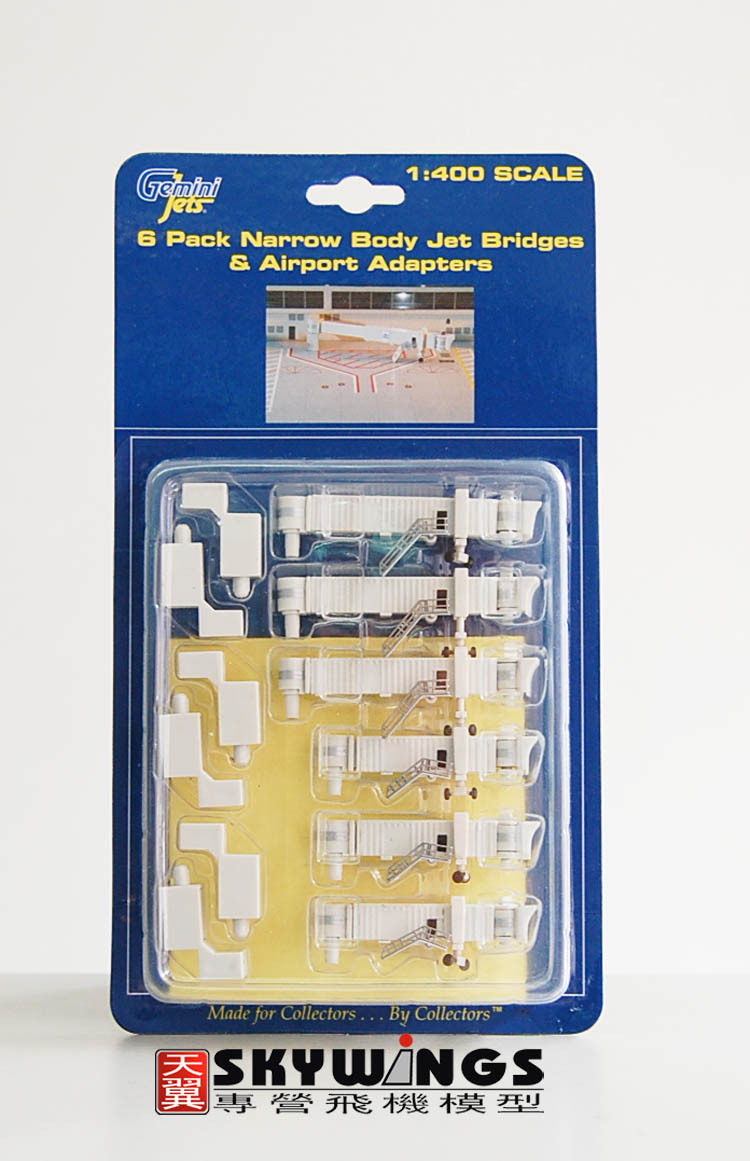 Gemini
Jets®
1:400 SCALE
6 Pack Narrow Body Jet Bridges
& Airport Adapters
Made for Collectors . . . By Collectors™
天翼
SKYWINGS
專營飛機模型